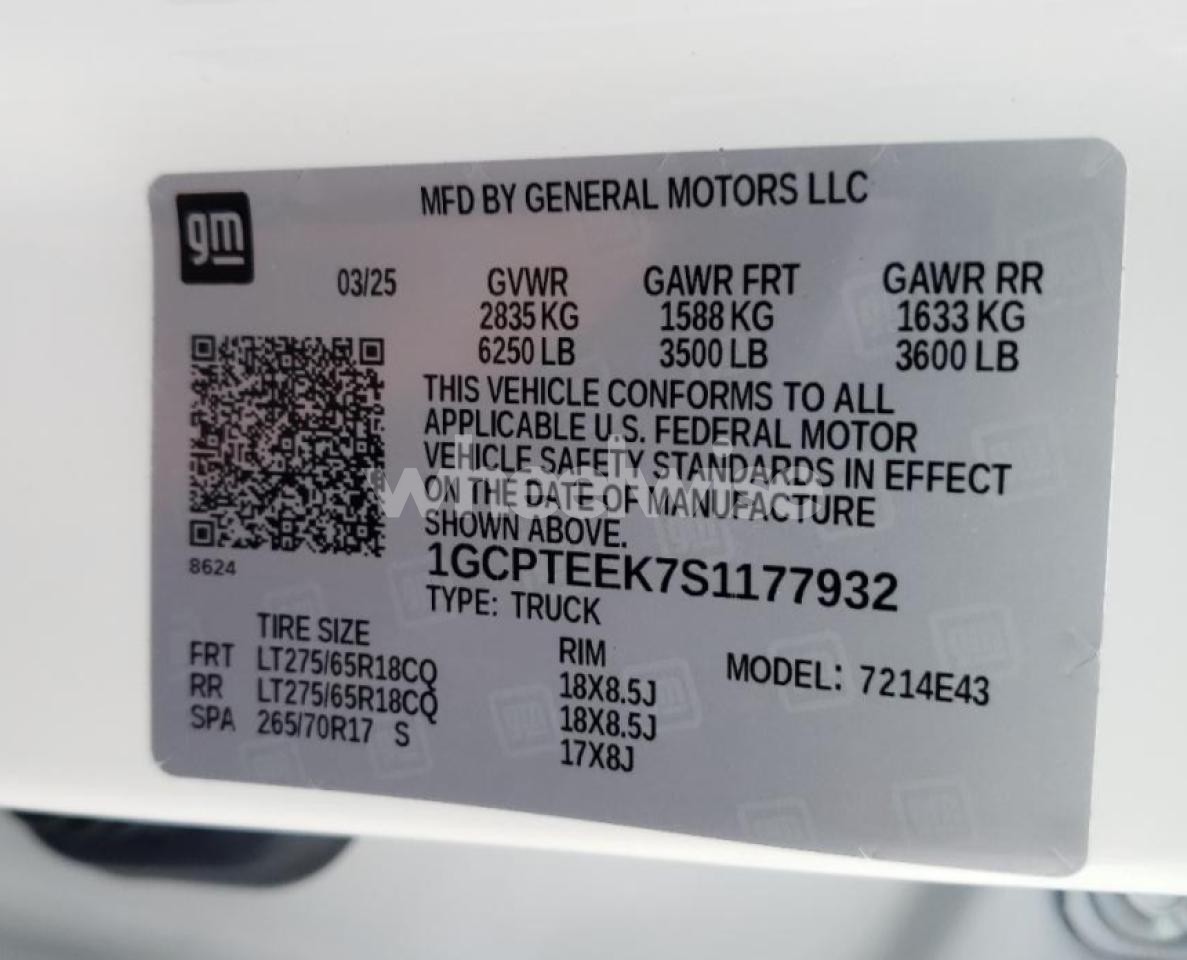 gm
MFD BY GENERAL MOTORS LLC
03/25 GVWR GAWR FRT GAWR RR
2835 KG 1588 KG 1633 KG
6250 LB 3500 LB 3600 LB
THIS VEHICLE CONFORMS TO ALL
APPLICABLE U.S. FEDERAL MOTOR
VEHICLE SAFETY STANDARDS IN EFFECT
ON THE DATE OF MANUFACTURE
SHOWN ABOVE.
8624
1GCPTEEK7S1177932
TYPE: TRUCK
TIRE SIZE RIM
FRT LT275/65R18CQ 18X8.5J
RR LT275/65R18CQ 18X8.5J
SPA 265/70R17 S 17X8J
MODEL: 7214E43